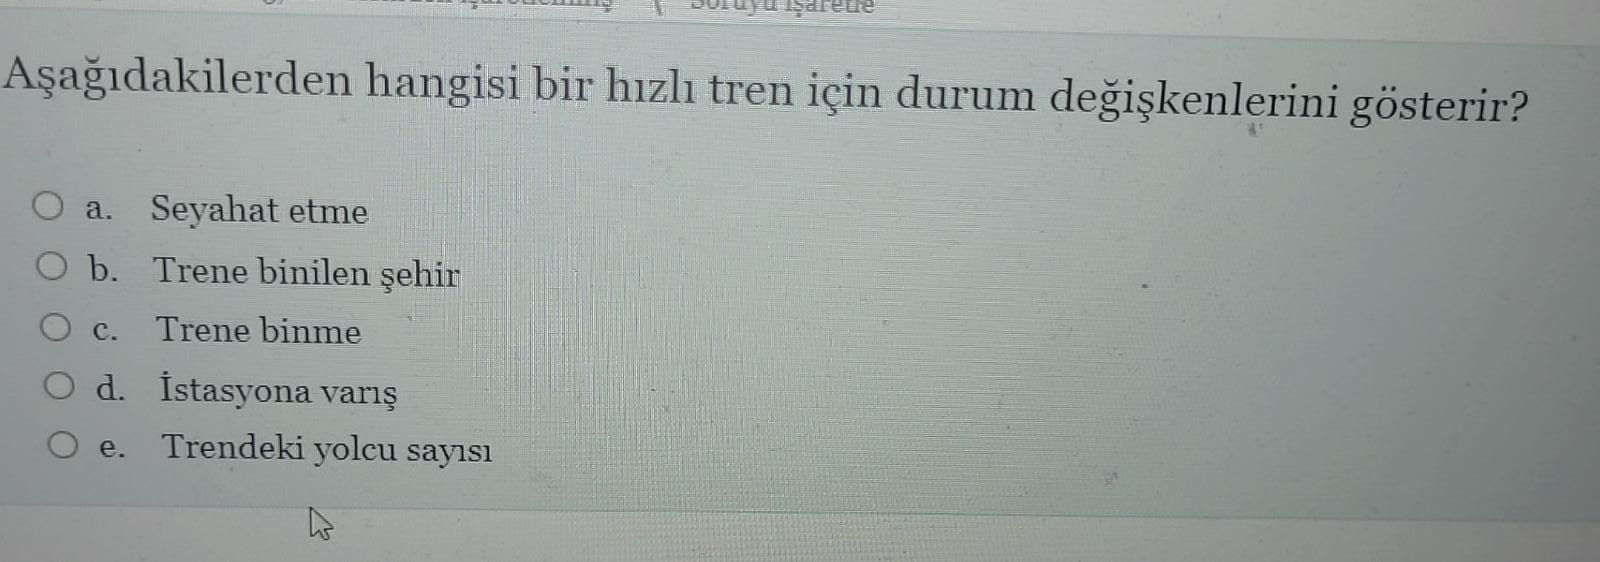 Aşağıdakilerden hangisi bir hızlı tren için durum değişkenlerini gösterir?
a. Seyahat etme
b. Trene binilen şehir
c. Trene binme
d. İstasyona varış
e. Trendeki yolcu sayısı